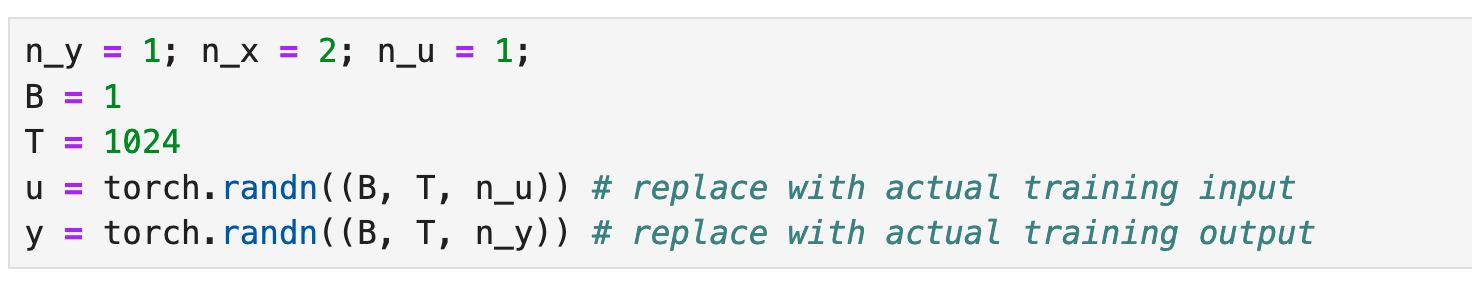 n_y = 1; n_x = 2; n_u = 1;
B = 1
T = 1024
u = torch.randn((B, T, n_u)) # replace with actual training input
y = torch.randn((B, T, n_y)) # replace with actual training output